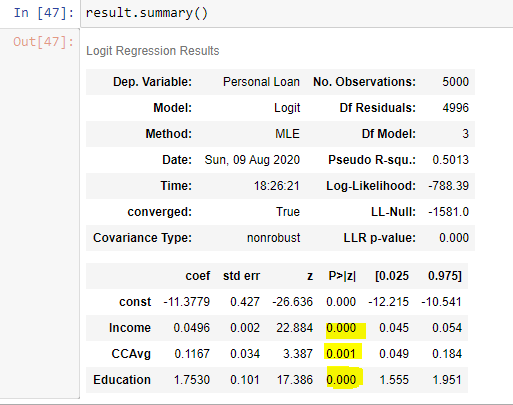 In [47]: result.summary()
Out[47]:
Logit Regression Results
Dep. Variable: Personal Loan No. Observations: 5000
Model: Logit Df Residuals: 4996
Method: MLE Df Model: 3
Date: Sun, 09 Aug 2020 Pseudo R-squ.: 0.5013
Time: 18:26:21 Log-Likelihood: -788.39
converged: True LL-Null: -1581.0
Covariance Type: nonrobust LLR p-value: 0.000
coef std err z P>|z| [0.025 0.975]
const -11.3779 0.427 -26.636 0.000 -12.215 -10.541
Income 0.0496 0.002 22.884 0.000 0.045 0.054
CCAvg 0.1167 0.034 3.387 0.001 0.049 0.184
Education 1.7530 0.101 17.386 0.000 1.555 1.951